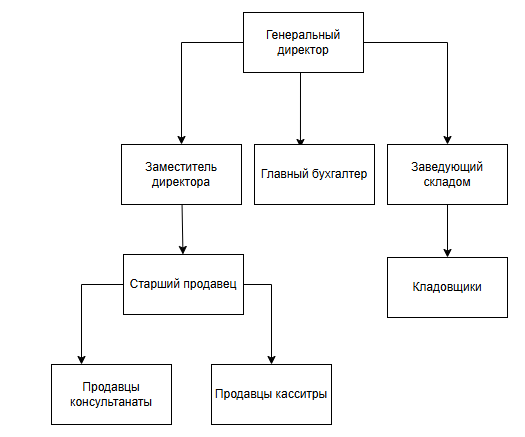 Генеральный
директор
Заместитель
директора
Главный бухгалтер
Заведующий
складом
Старший продавец
Кладовщики
Продавцы
консультанаты
Продавцы касситры